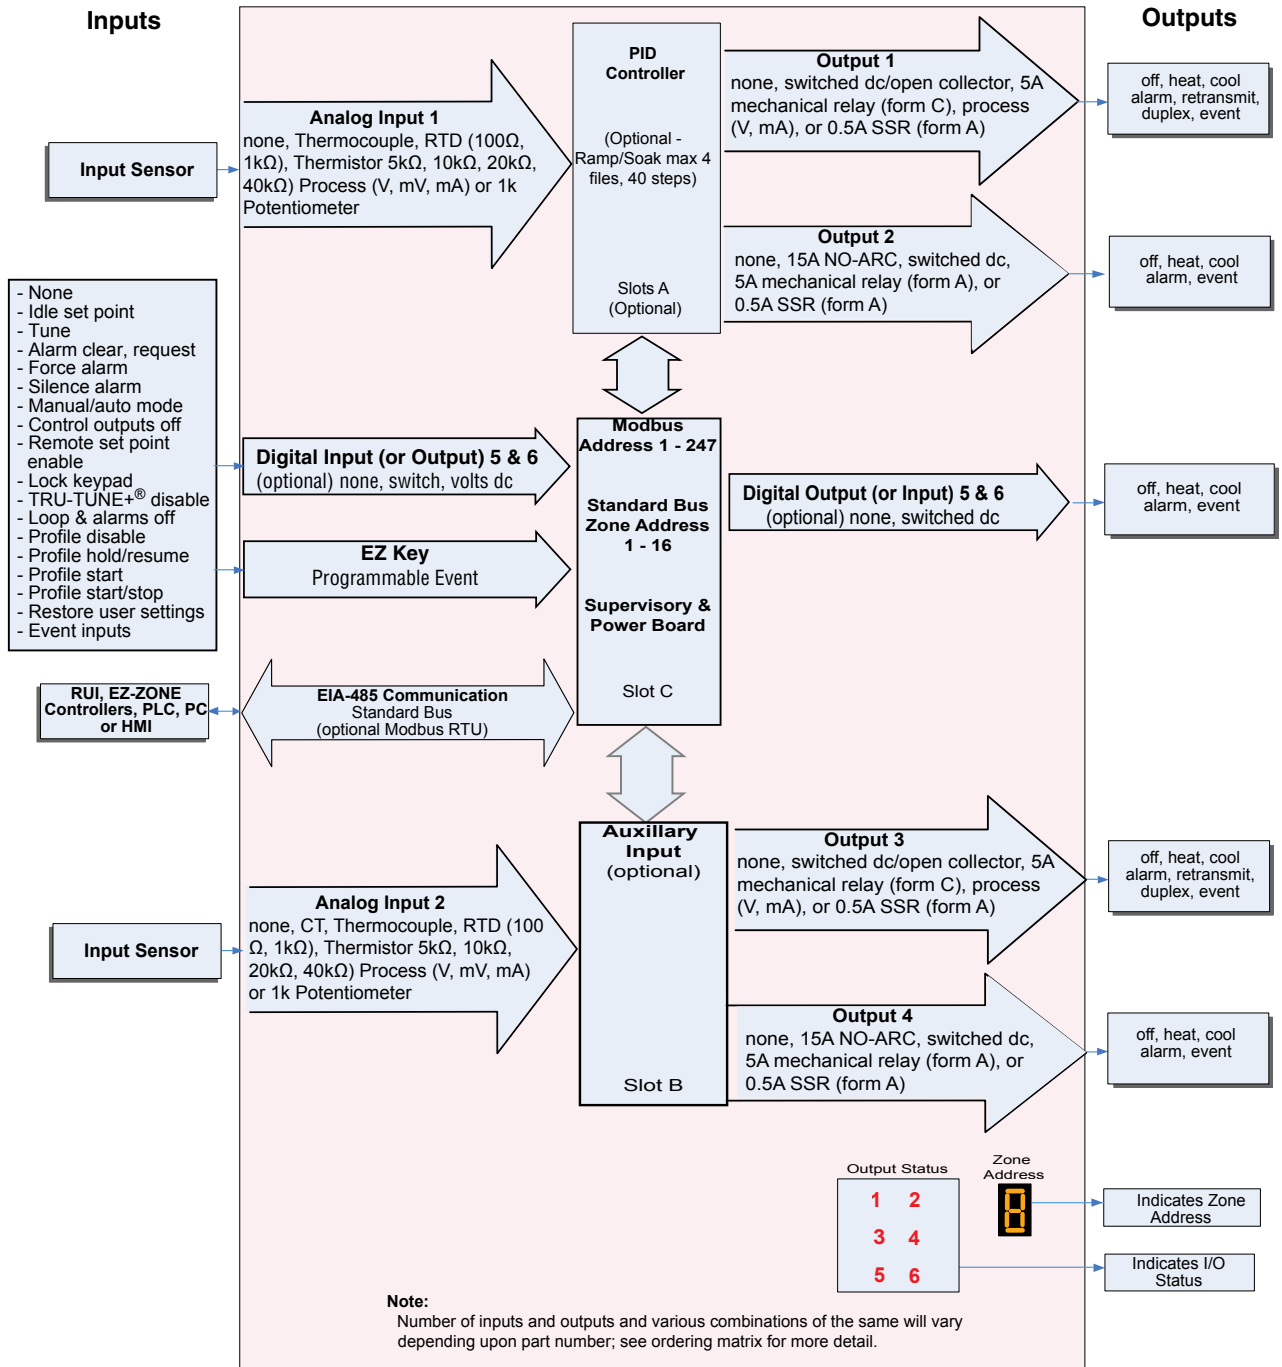 Inputs
Outputs
PID
Controller
(Optional -
Ramp/Soak max 4
files, 40 steps)
Slots A
(Optional)
Analog Input 1
none, Thermocouple, RTD (100Ω,
1kΩ), Thermistor 5kΩ, 10kΩ, 20kΩ,
40kΩ) Process (V, mV, mA) or 1k
Potentiometer
Input Sensor
Output 1
none, switched dc/open collector, 5A
mechanical relay (form C), process
(V, mA), or 0.5A SSR (form A)
off, heat, cool
alarm, retransmit,
duplex, event
Output 2
none, 15A NO-ARC, switched dc,
5A mechanical relay (form A), or
0.5A SSR (form A)
off, heat, cool
alarm, event
- None
- Idle set point
- Tune
- Alarm clear, request
- Force alarm
- Silence alarm
- Manual/auto mode
- Control outputs off
- Remote set point
enable
- Lock keypad
- TRU-TUNE+® disable
- Loop & alarms off
- Profile disable
- Profile hold/resume
- Profile start
- Profile start/stop
- Restore user settings
- Event inputs
Digital Input (or Output) 5 & 6
(optional) none, switch, volts dc
EZ Key
Programmable Event
Modbus
Address 1 - 247
Standard Bus
Zone Address
1 - 16
Supervisory &
Power Board
Slot C
Digital Output (or Input) 5 & 6
(optional) none, switched dc
off, heat, cool
alarm, event
RUI, EZ-ZONE
Controllers, PLC, PC
or HMI
EIA-485 Communication
Standard Bus
(optional Modbus RTU)
Auxillary
Input
(optional)
Slot B
Analog Input 2
none, CT, Thermocouple, RTD (100
Ω, 1kΩ), Thermistor 5kΩ, 10kΩ,
20kΩ, 40kΩ) Process (V, mV, mA)
or 1k Potentiometer
Input Sensor
Output 3
none, switched dc/open collector, 5A
mechanical relay (form C), process
(V, mA), or 0.5A SSR (form A)
off, heat, cool
alarm, retransmit,
duplex, event
Output 4
none, 15A NO-ARC, switched dc,
5A mechanical relay (form A), or
0.5A SSR (form A)
off, heat, cool
alarm, event
Output Status
1 2
3 4
5 6
Zone
Address
8
Indicates Zone
Address
Indicates I/O
Status
Note:
Number of inputs and outputs and various combinations of the same will vary
depending upon part number; see ordering matrix for more detail.